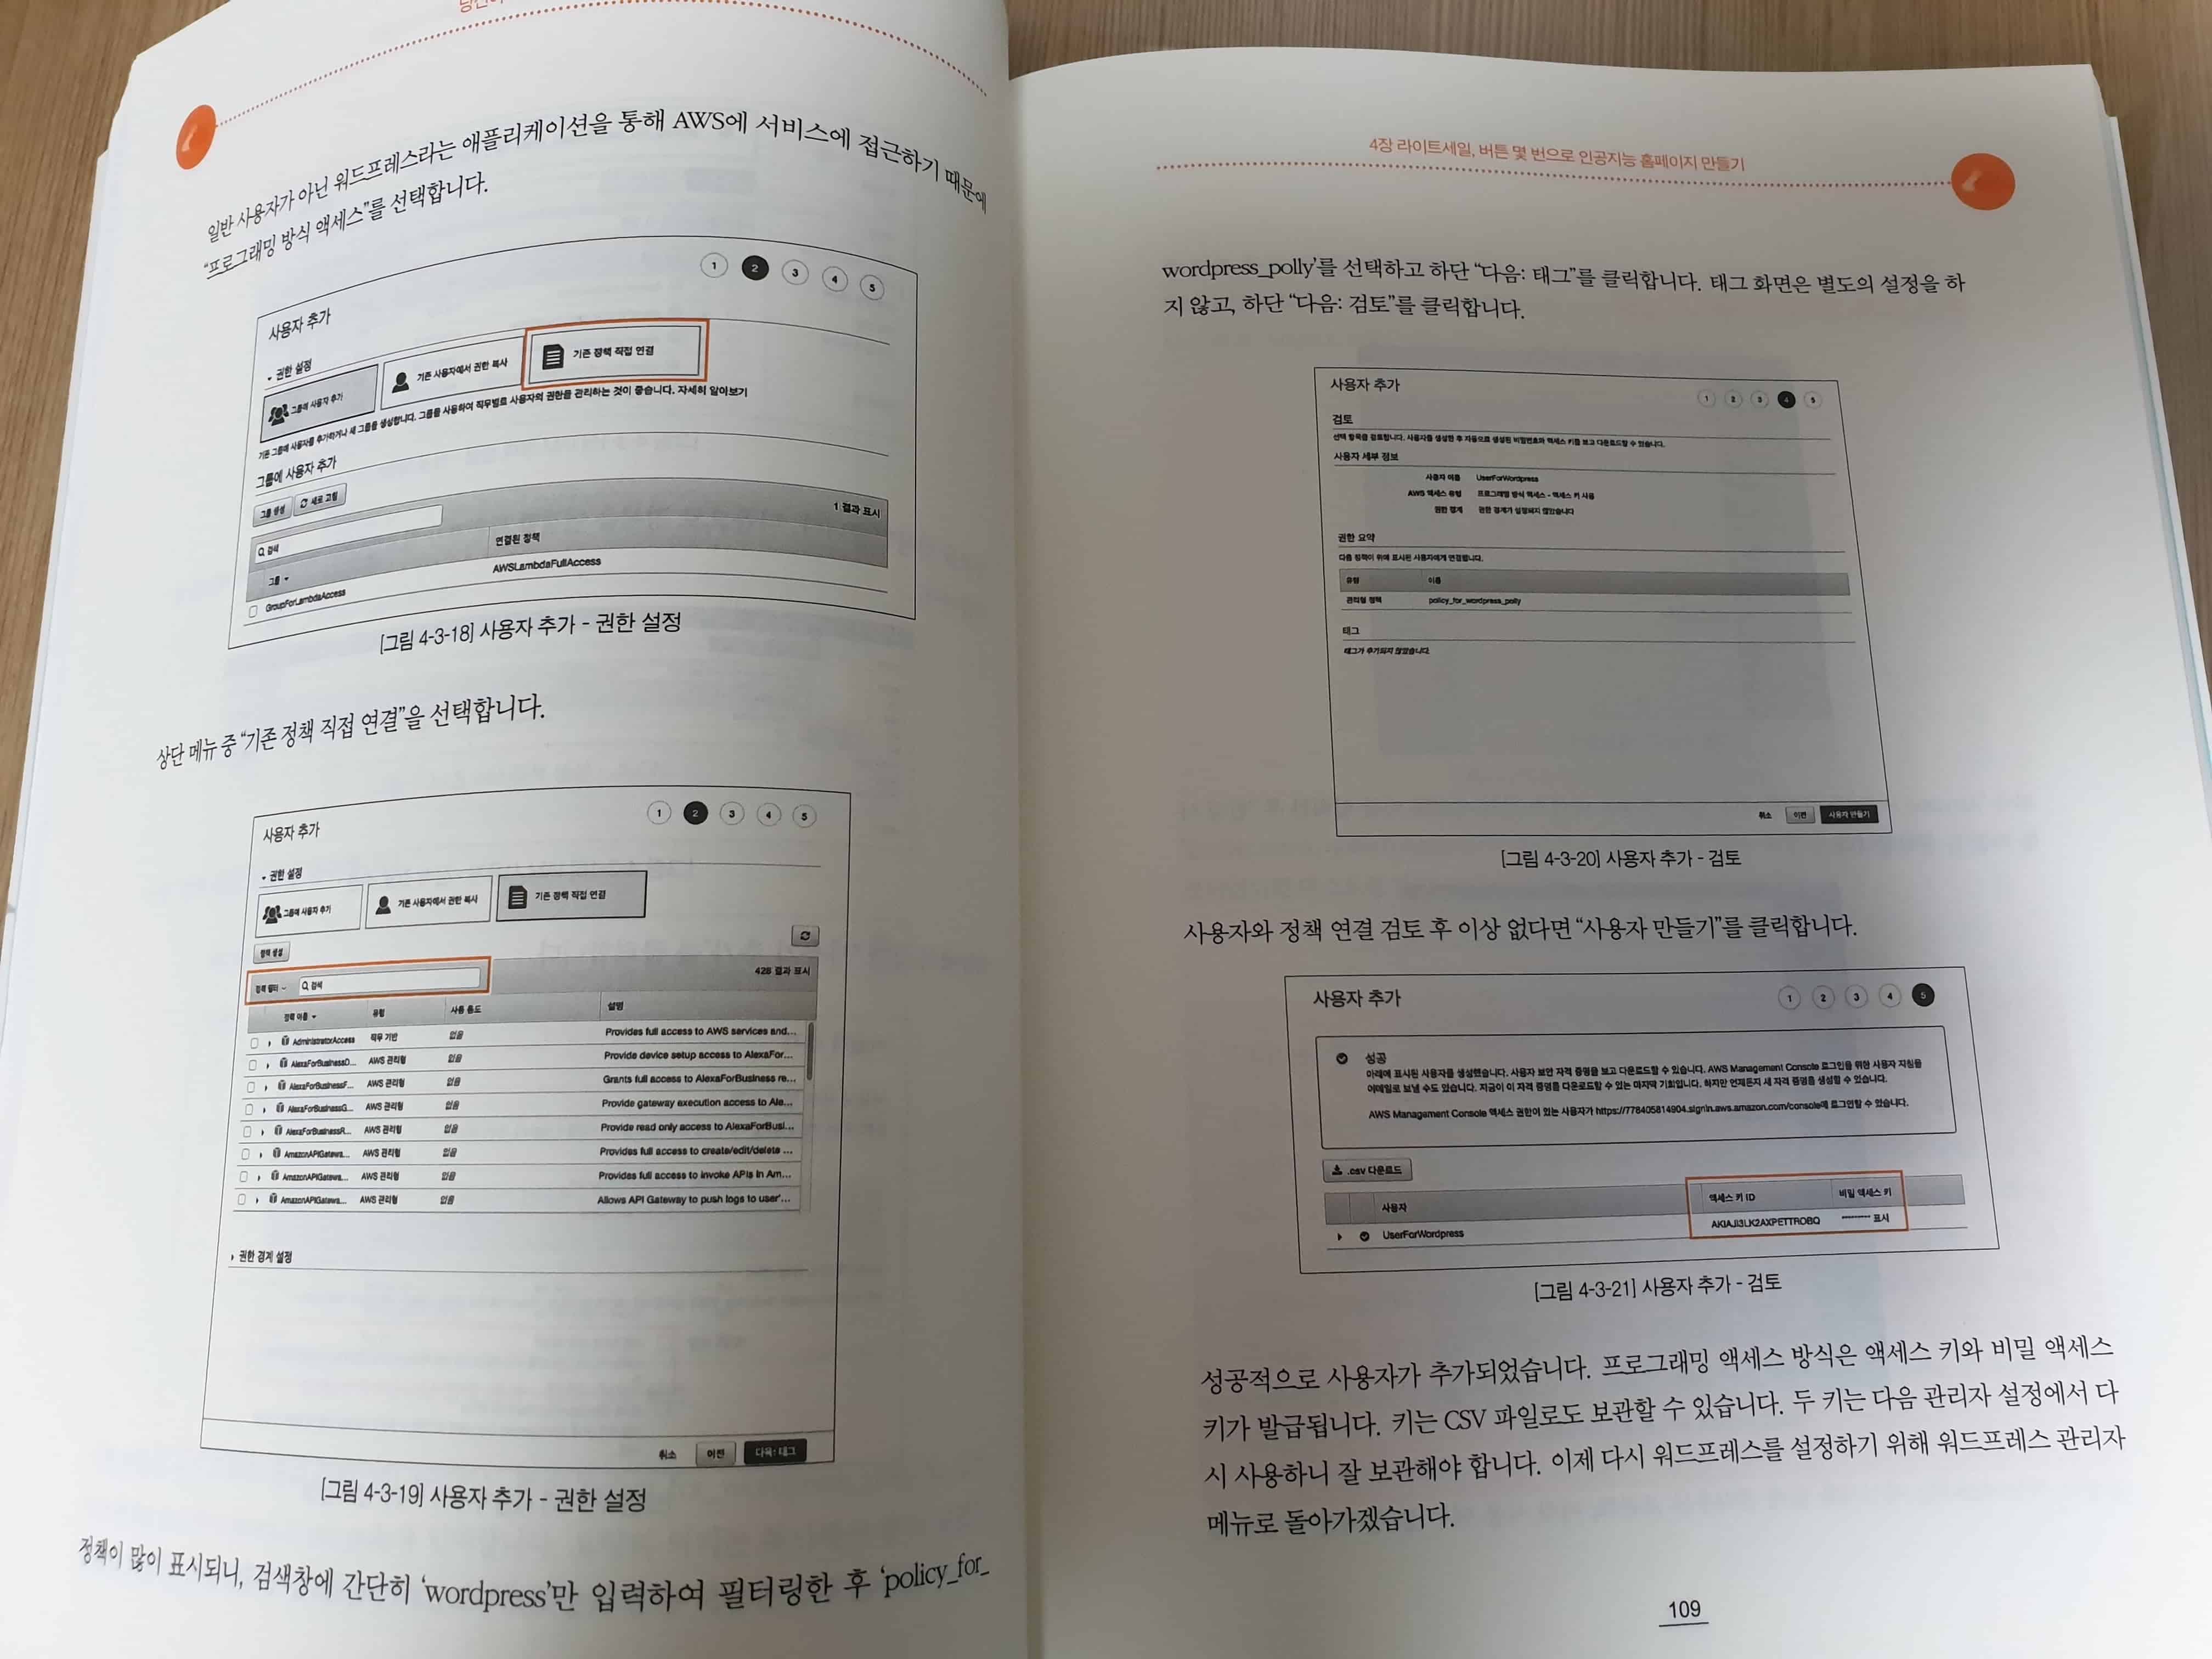 일반 사용자가 아닌 워드프레스라는 애플리케이션을 통해 AWS에 서비스에 접근하기 때문에
“프로그래밍 방식 액세스”를 선택합니다.
1 2 3 4 5
사용자 추가
권한 설정
그룹에 사용자 추가
기존 사용자에서 권한 복사
기존 정책 직접 연결
기존 그룹에 사용자를 추가하거나 새 그룹을 생성합니다. 그룹을 사용하여 직무별로 사용자의 권한을 관리하는 것이 좋습니다. 자세히 알아보기
그룹에 사용자 추가
그룹 생성 새로 고침
검색
1 결과 표시
그룹 연결된 정책
GroupForLambdaAccess AWSLambdaFullAccess
[그림 4-3-18] 사용자 추가 - 권한 설정
상단 메뉴 중 “기존 정책 직접 연결”을 선택합니다.
1 2 3 4 5
사용자 추가
권한 설정
그룹에 사용자 추가
기존 사용자에서 권한 복사
기존 정책 직접 연결
정책 생성
정책 필터 검색
428 결과 표시
정책 이름 유형 사용 용도 설명
AdministratorAccess 직무 기반 없음 Provides full access to AWS services and...
AlexaForBusinessD... AWS 관리형 없음 Provide device setup access to AlexaFor...
AlexaForBusinessF... AWS 관리형 없음 Grants full access to AlexaForBusiness re...
AlexaForBusinessG... AWS 관리형 없음 Provide gateway execution access to Ale...
AlexaForBusinessR... AWS 관리형 없음 Provide read only access to AlexaForBusi...
AmazonAPIGatewa... AWS 관리형 없음 Provides full access to create/edit/delete ...
AmazonAPIGatewa... AWS 관리형 없음 Provides full access to invoke APIs in Am...
AmazonAPIGatewa... AWS 관리형 없음 Allows API Gateway to push logs to user'...
권한 경계 설정
취소 이전 다음: 태그
[그림 4-3-19] 사용자 추가 - 권한 설정
정책이 많이 표시되니, 검색창에 간단히 ‘wordpress’만 입력하여 필터링한 후 ‘policy_for_
4장 라이트세일, 버튼 몇 번으로 인공지능 홈페이지 만들기
wordpress_polly’를 선택하고 하단 “다음: 태그”를 클릭합니다. 태그 화면은 별도의 설정을 하
지 않고, 하단 “다음: 검토”를 클릭합니다.
사용자 추가
1 2 3 4 5
검토
선택 항목을 검토합니다. 사용자를 생성한 후 자동으로 생성된 비밀번호와 액세스 키를 보고 다운로드할 수 있습니다.
사용자 세부 정보
사용자 이름 UserForWordpress
AWS 액세스 유형 프로그래밍 방식 액세스 - 액세스 키 사용
권한 경계 권한 경계가 설정되지 않았습니다
권한 요약
다음 정책이 위에 표시된 사용자에게 연결됩니다.
유형 이름
관리형 정책 policy_for_wordpress_polly
태그
태그가 추가되지 않았습니다.
취소 이전 사용자 만들기
[그림 4-3-20] 사용자 추가 - 검토
사용자와 정책 연결 검토 후 이상 없다면 “사용자 만들기”를 클릭합니다.
사용자 추가
1 2 3 4 5
성공
아래에 표시된 사용자를 생성했습니다. 사용자 보안 자격 증명을 보고 다운로드할 수 있습니다. AWS Management Console 로그인을 위한 사용자 지침을
이메일로 보낼 수도 있습니다. 지금이 이 자격 증명을 다운로드할 수 있는 마지막 기회입니다. 하지만 언제든지 새 자격 증명을 생성할 수 있습니다.
AWS Management Console 액세스 권한이 있는 사용자가 https://778405814904.signin.aws.amazon.com/console에 로그인할 수 있습니다.
.csv 다운로드
사용자 액세스 키 ID 비밀 액세스 키
UserForWordpress AKIAJI3LK2AXPETTROBQ ********* 표시
[그림 4-3-21] 사용자 추가 - 검토
성공적으로 사용자가 추가되었습니다. 프로그래밍 액세스 방식은 액세스 키와 비밀 액세스
키가 발급됩니다. 키는 CSV 파일로도 보관할 수 있습니다. 두 키는 다음 관리자 설정에서 다
시 사용하니 잘 보관해야 합니다. 이제 다시 워드프레스를 설정하기 위해 워드프레스 관리자
메뉴로 돌아가겠습니다.
109